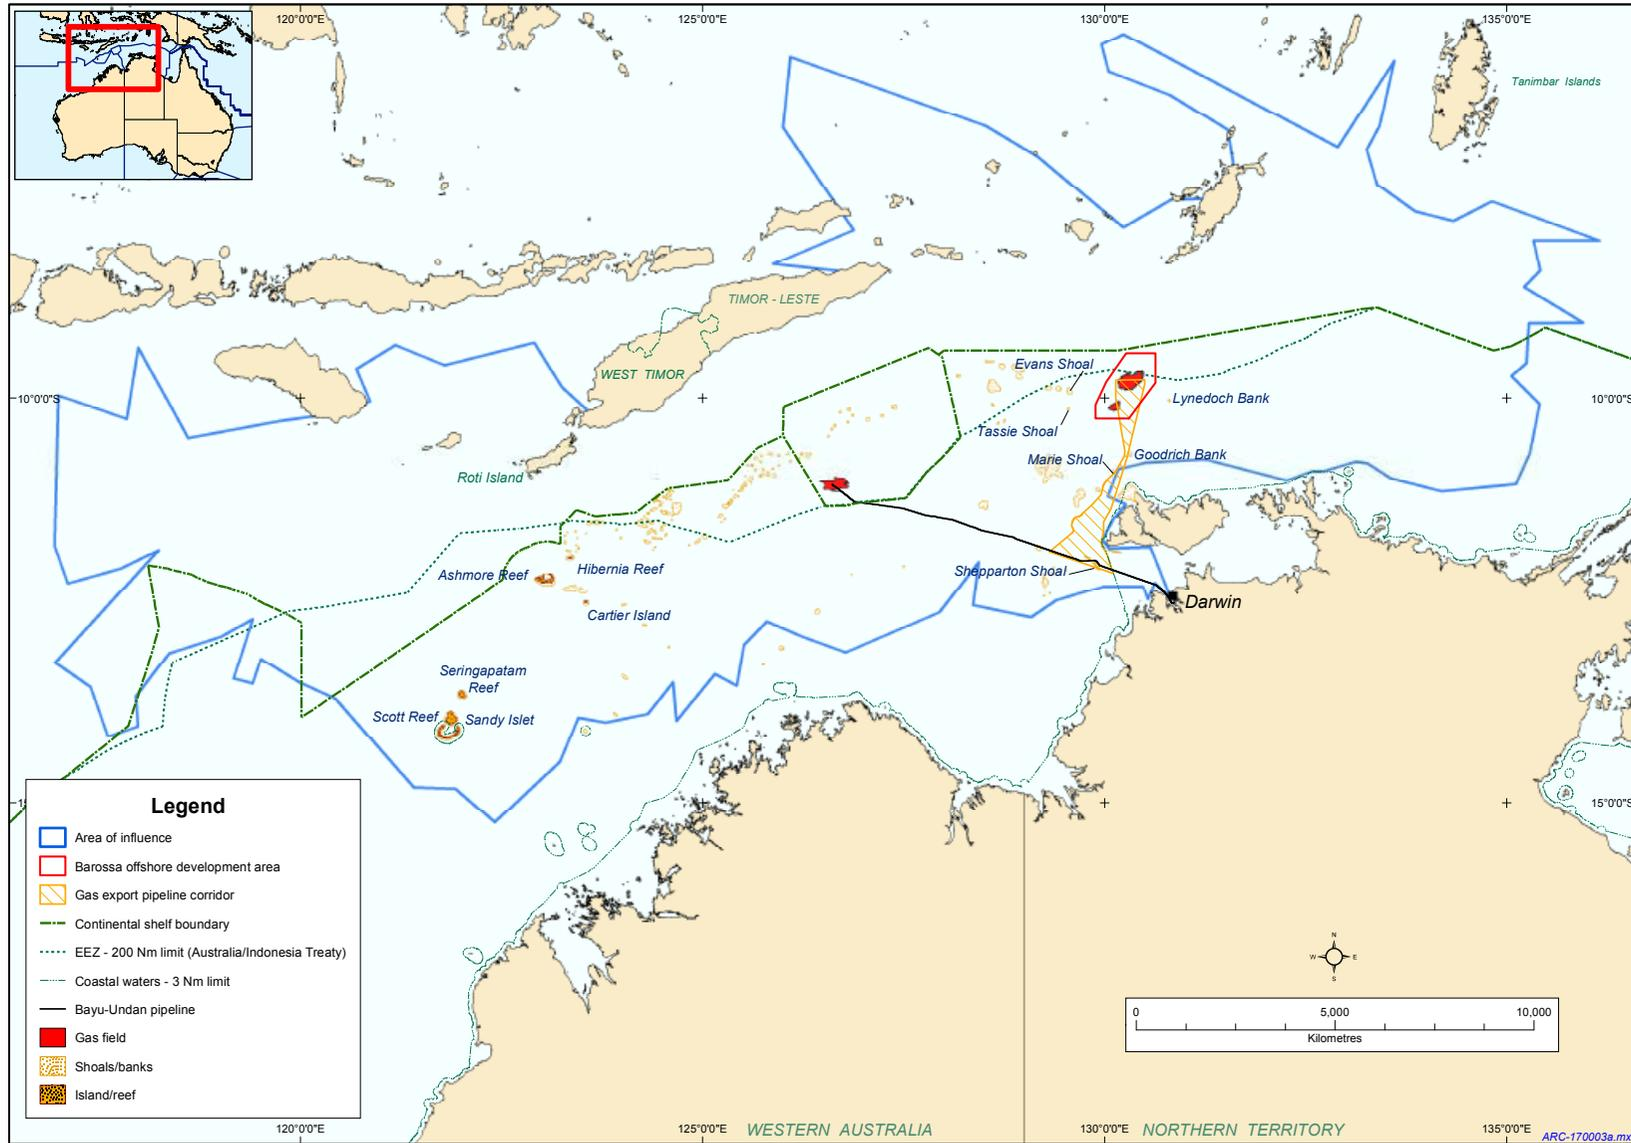 120°0'0"E
125°0'0"E
130°0'0"E
135°0'0"E
Tanimbar Islands
TIMOR - LESTE
WEST TIMOR
Evans Shoal
Lynedoch Bank
10°0'0"S
10°0'0"S
Tassie Shoal
Marie Shoal
Goodrich Bank
Roti Island
Hibernia Reef
Ashmore Reef
Shepparton Shoal
Cartier Island
Darwin
Seringapatam
Reef
Scott Reef
Sandy Islet
15°0'0"S
Legend
Area of influence
Barossa offshore development area
Gas export pipeline corridor
Continental shelf boundary
EEZ - 200 Nm limit (Australia/Indonesia Treaty)
Coastal waters - 3 Nm limit
Bayu-Undan pipeline
Gas field
Shoals/banks
Island/reef
N
W
E
S
0
5,000
10,000
Kilometres
120°0'0"E
125°0'0"E
WESTERN AUSTRALIA
130°0'0"E
NORTHERN TERRITORY
135°0'0"E
ARC-170003a.mx